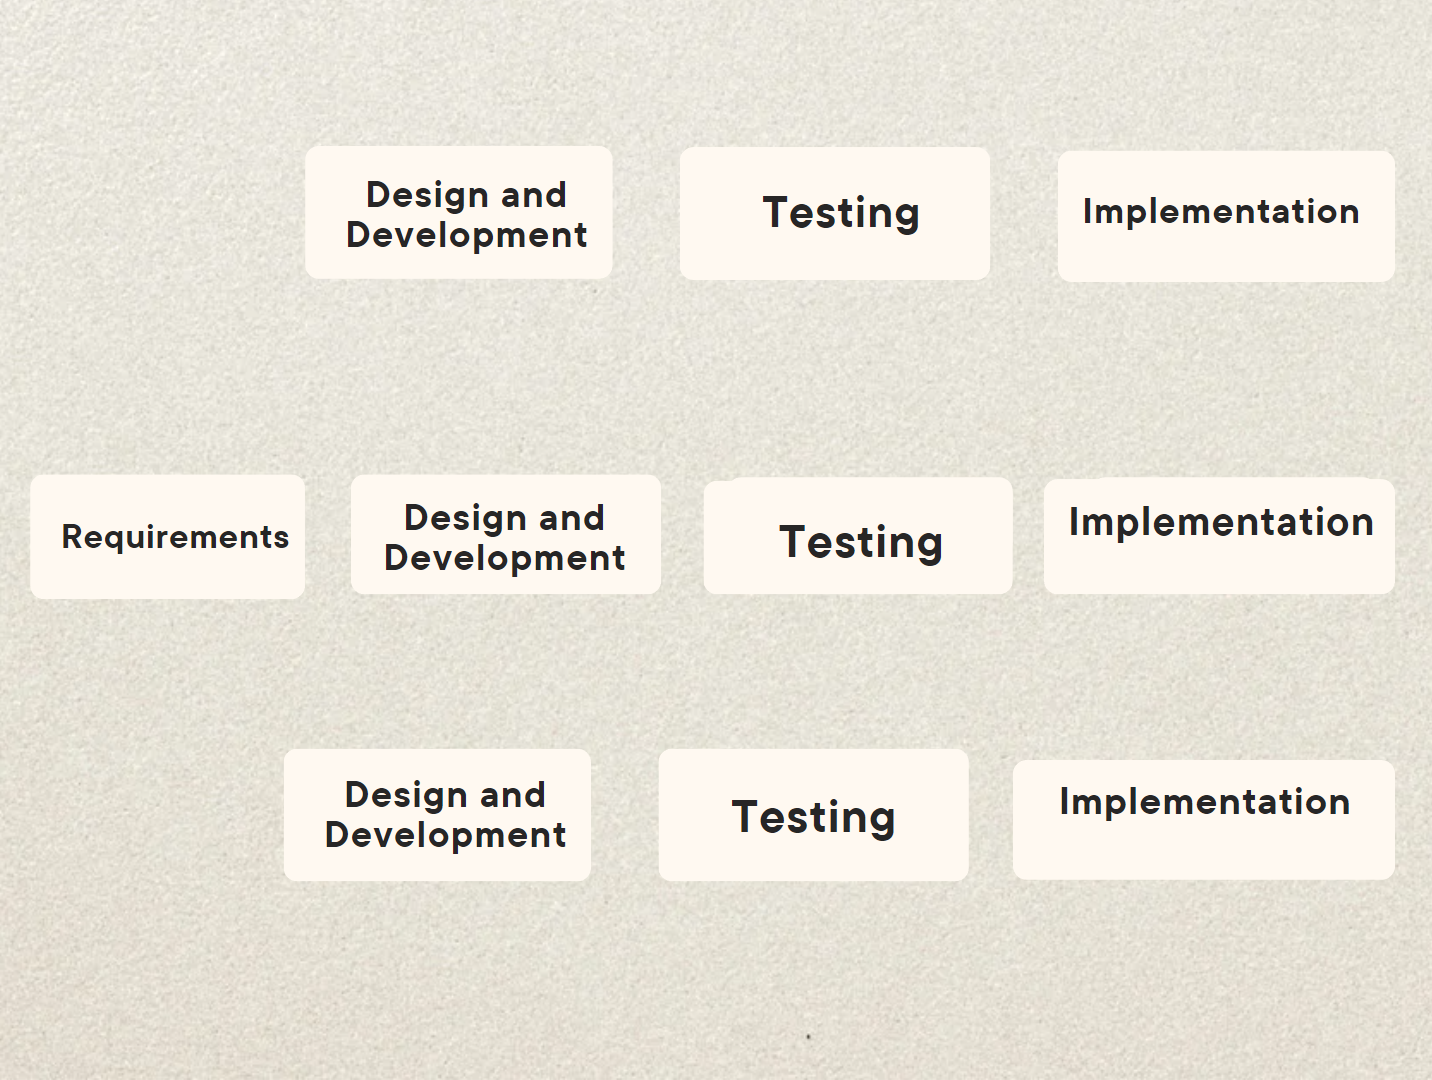 Design and
Development
Testing
Implementation
Requirements
Design and
Development
Testing
Implementation
Design and
Development
Testing
Implementation